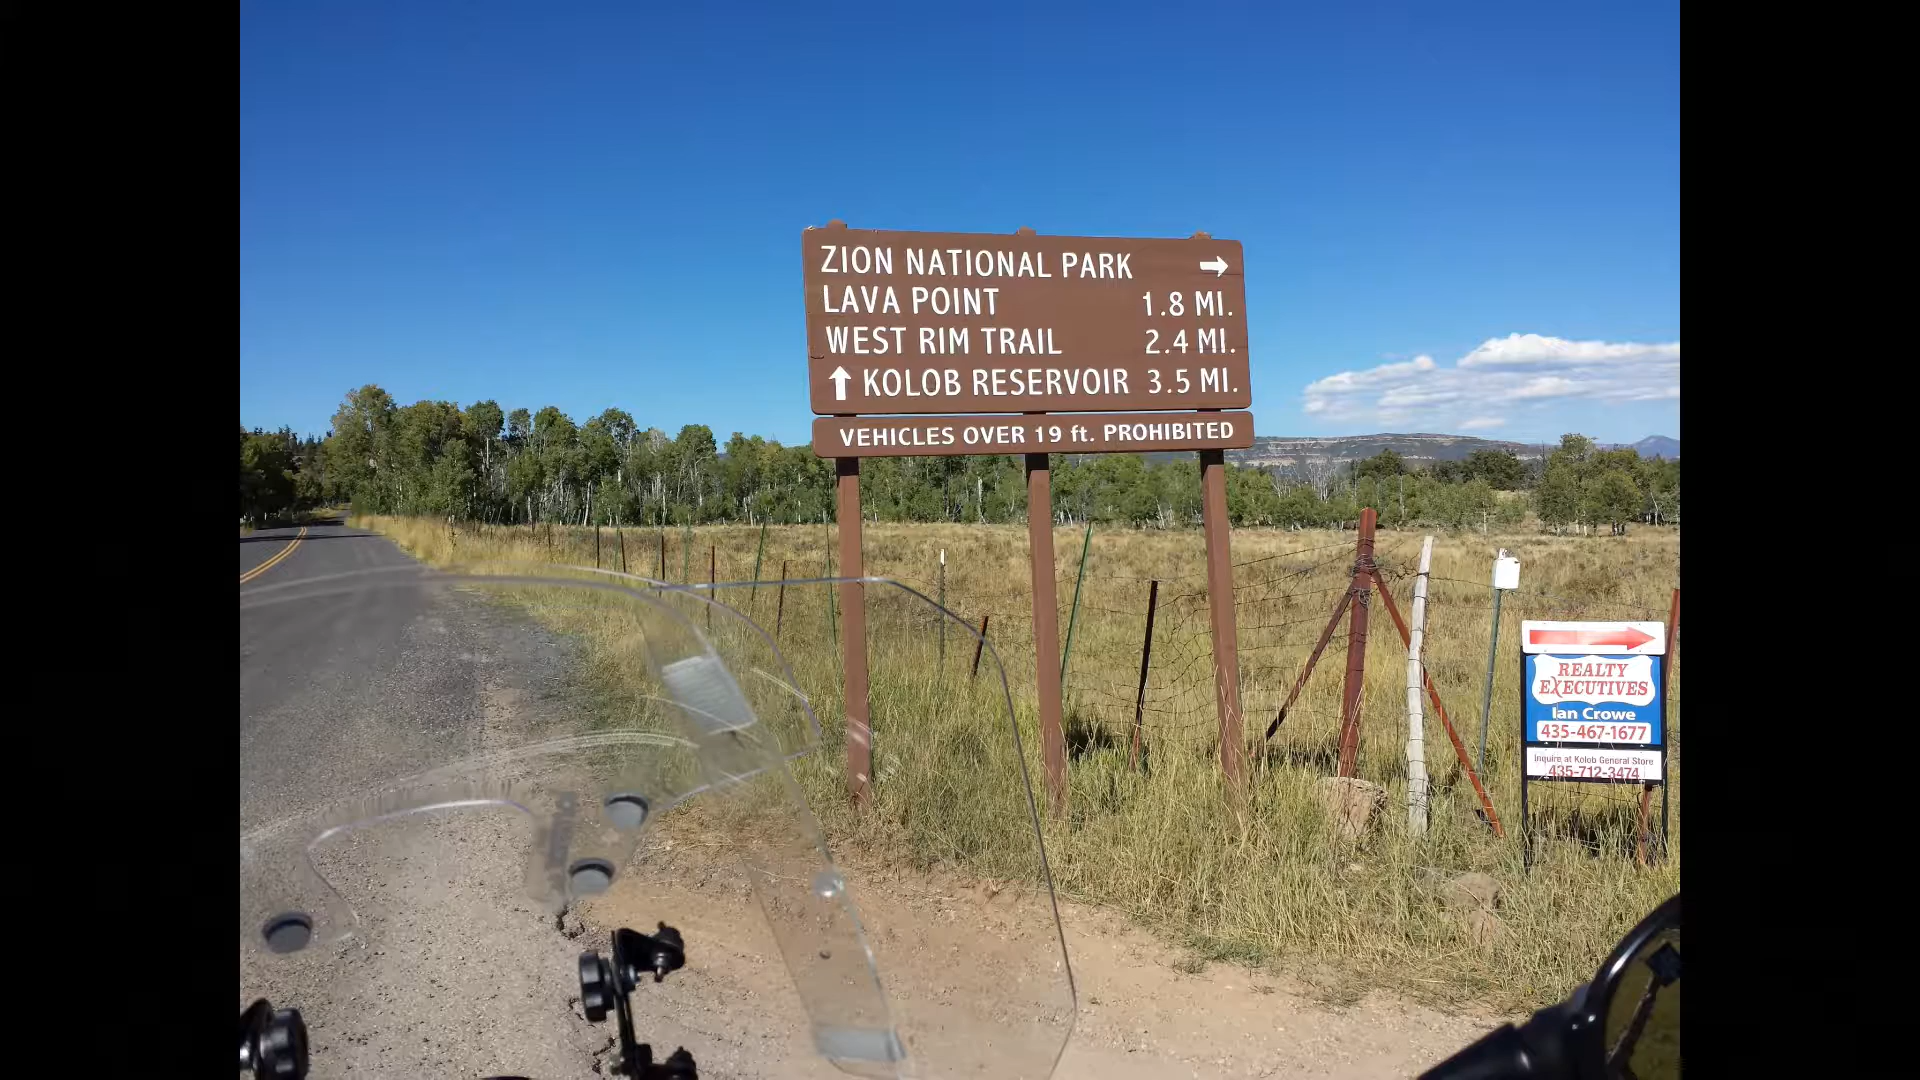 ZION NATIONAL PARK →
LAVA POINT 1.8 MI.
WEST RIM TRAIL 2.4 MI.
↑ KOLOB RESERVOIR 3.5 MI.
VEHICLES OVER 19 ft. PROHIBITED
REALTY
EXECUTIVES
Ian Crowe
435-467-1677
Inquire at Kolob General Store
435-712-3474